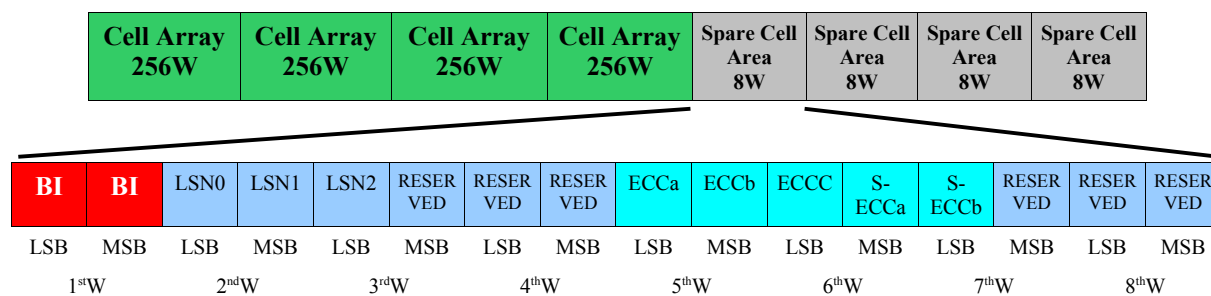 Cell Array Cell Array Cell Array Cell Array Spare Cell Spare Cell Spare Cell Spare Cell
256W 256W 256W 256W Area Area Area Area
8W 8W 8W 8W
BI BI LSN0 LSN1 LSN2 RESER RESER RESER ECCa ECCb ECCC S- S- RESER RESER RESER
VED VED VED ECCa ECCb VED VED VED
LSB MSB LSB MSB LSB MSB LSB MSB LSB MSB LSB MSB LSB MSB LSB MSB
1stW 2ndW 3rdW 4thW 5thW 6thW 7thW 8thW